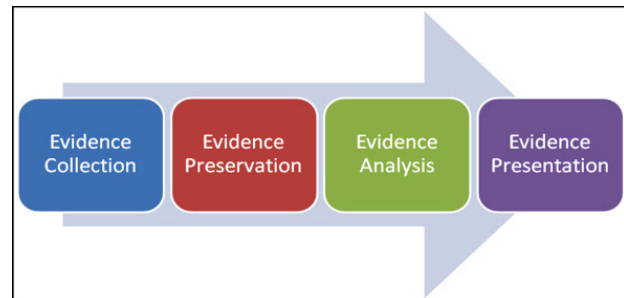 Evidence
Collection
Evidence
Preservation
Evidence
Analysis
Evidence
Presentation